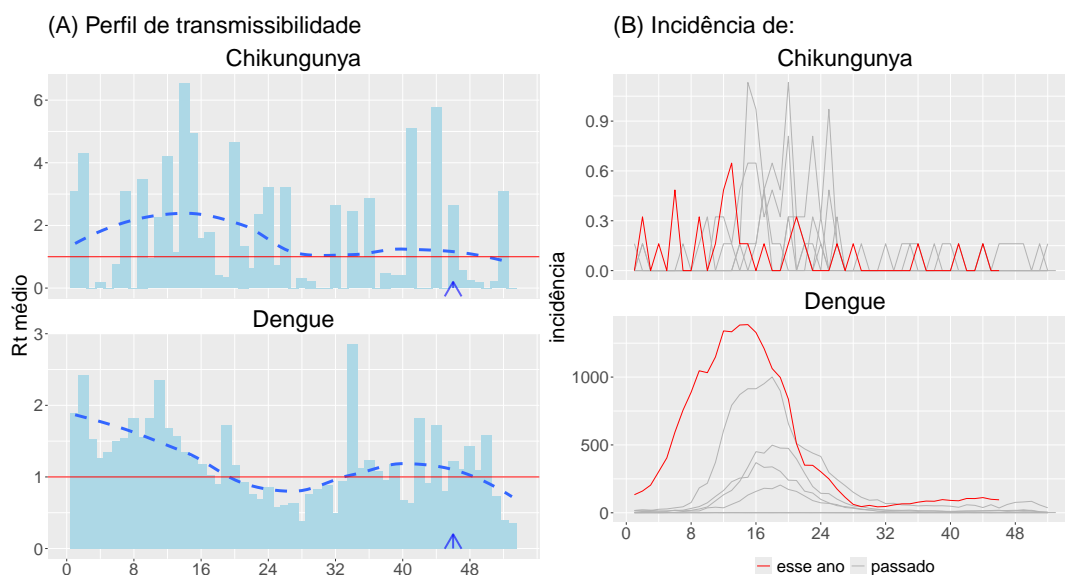 (A) Perfil de transmissibilidade
Chikungunya
6
4
2
0
Dengue
3
2
1
0
Rt médio
0 8 16 24 32 40 48
(B) Incidência de:
Chikungunya
0.9
0.6
0.3
0.0
Dengue
1000
500
0
incidência
0 8 16 24 32 40 48
esse ano passado